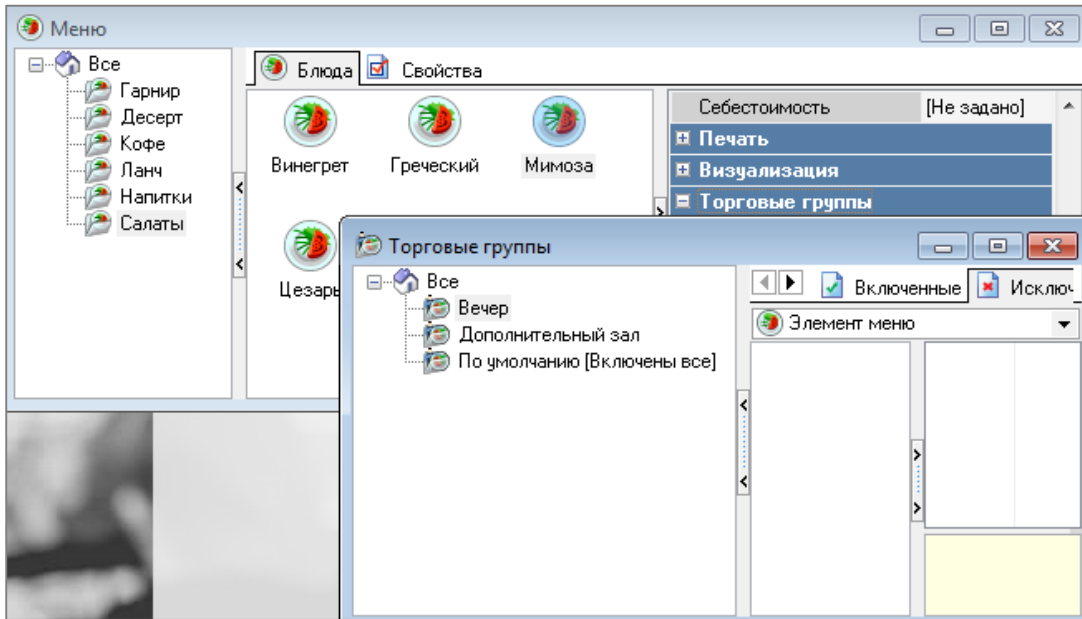 Меню
Все
Гарнир
Десерт
Кофе
Ланч
Напитки
Салаты
Блюда Свойства
Винегрет Греческий Мимоза
Цезарь
Себестоимость [Не задано]
Печать
Визуализация
Торговые группы
Торговые группы
Все
Вечер
Дополнительный зал
По умолчанию [Включены все]
Включенные Исключ
Элемент меню